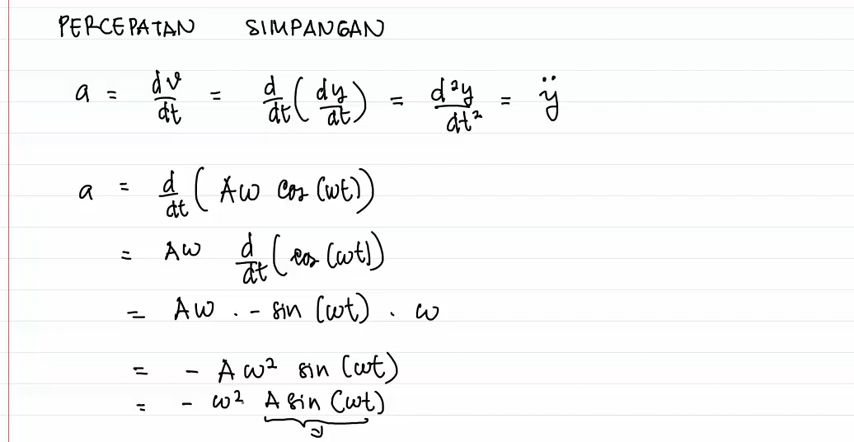 PERCEPATAN SIMPANGAN
a = dv/dt = d/dt (dy/dt) = d²y/dt² = ÿ
a = d/dt (Aω cos (ωt))
= Aω d/dt (cos (ωt))
= Aω . - sin (ωt) . ω
= - A ω² sin (ωt)
= - ω² A sin (ωt)
y